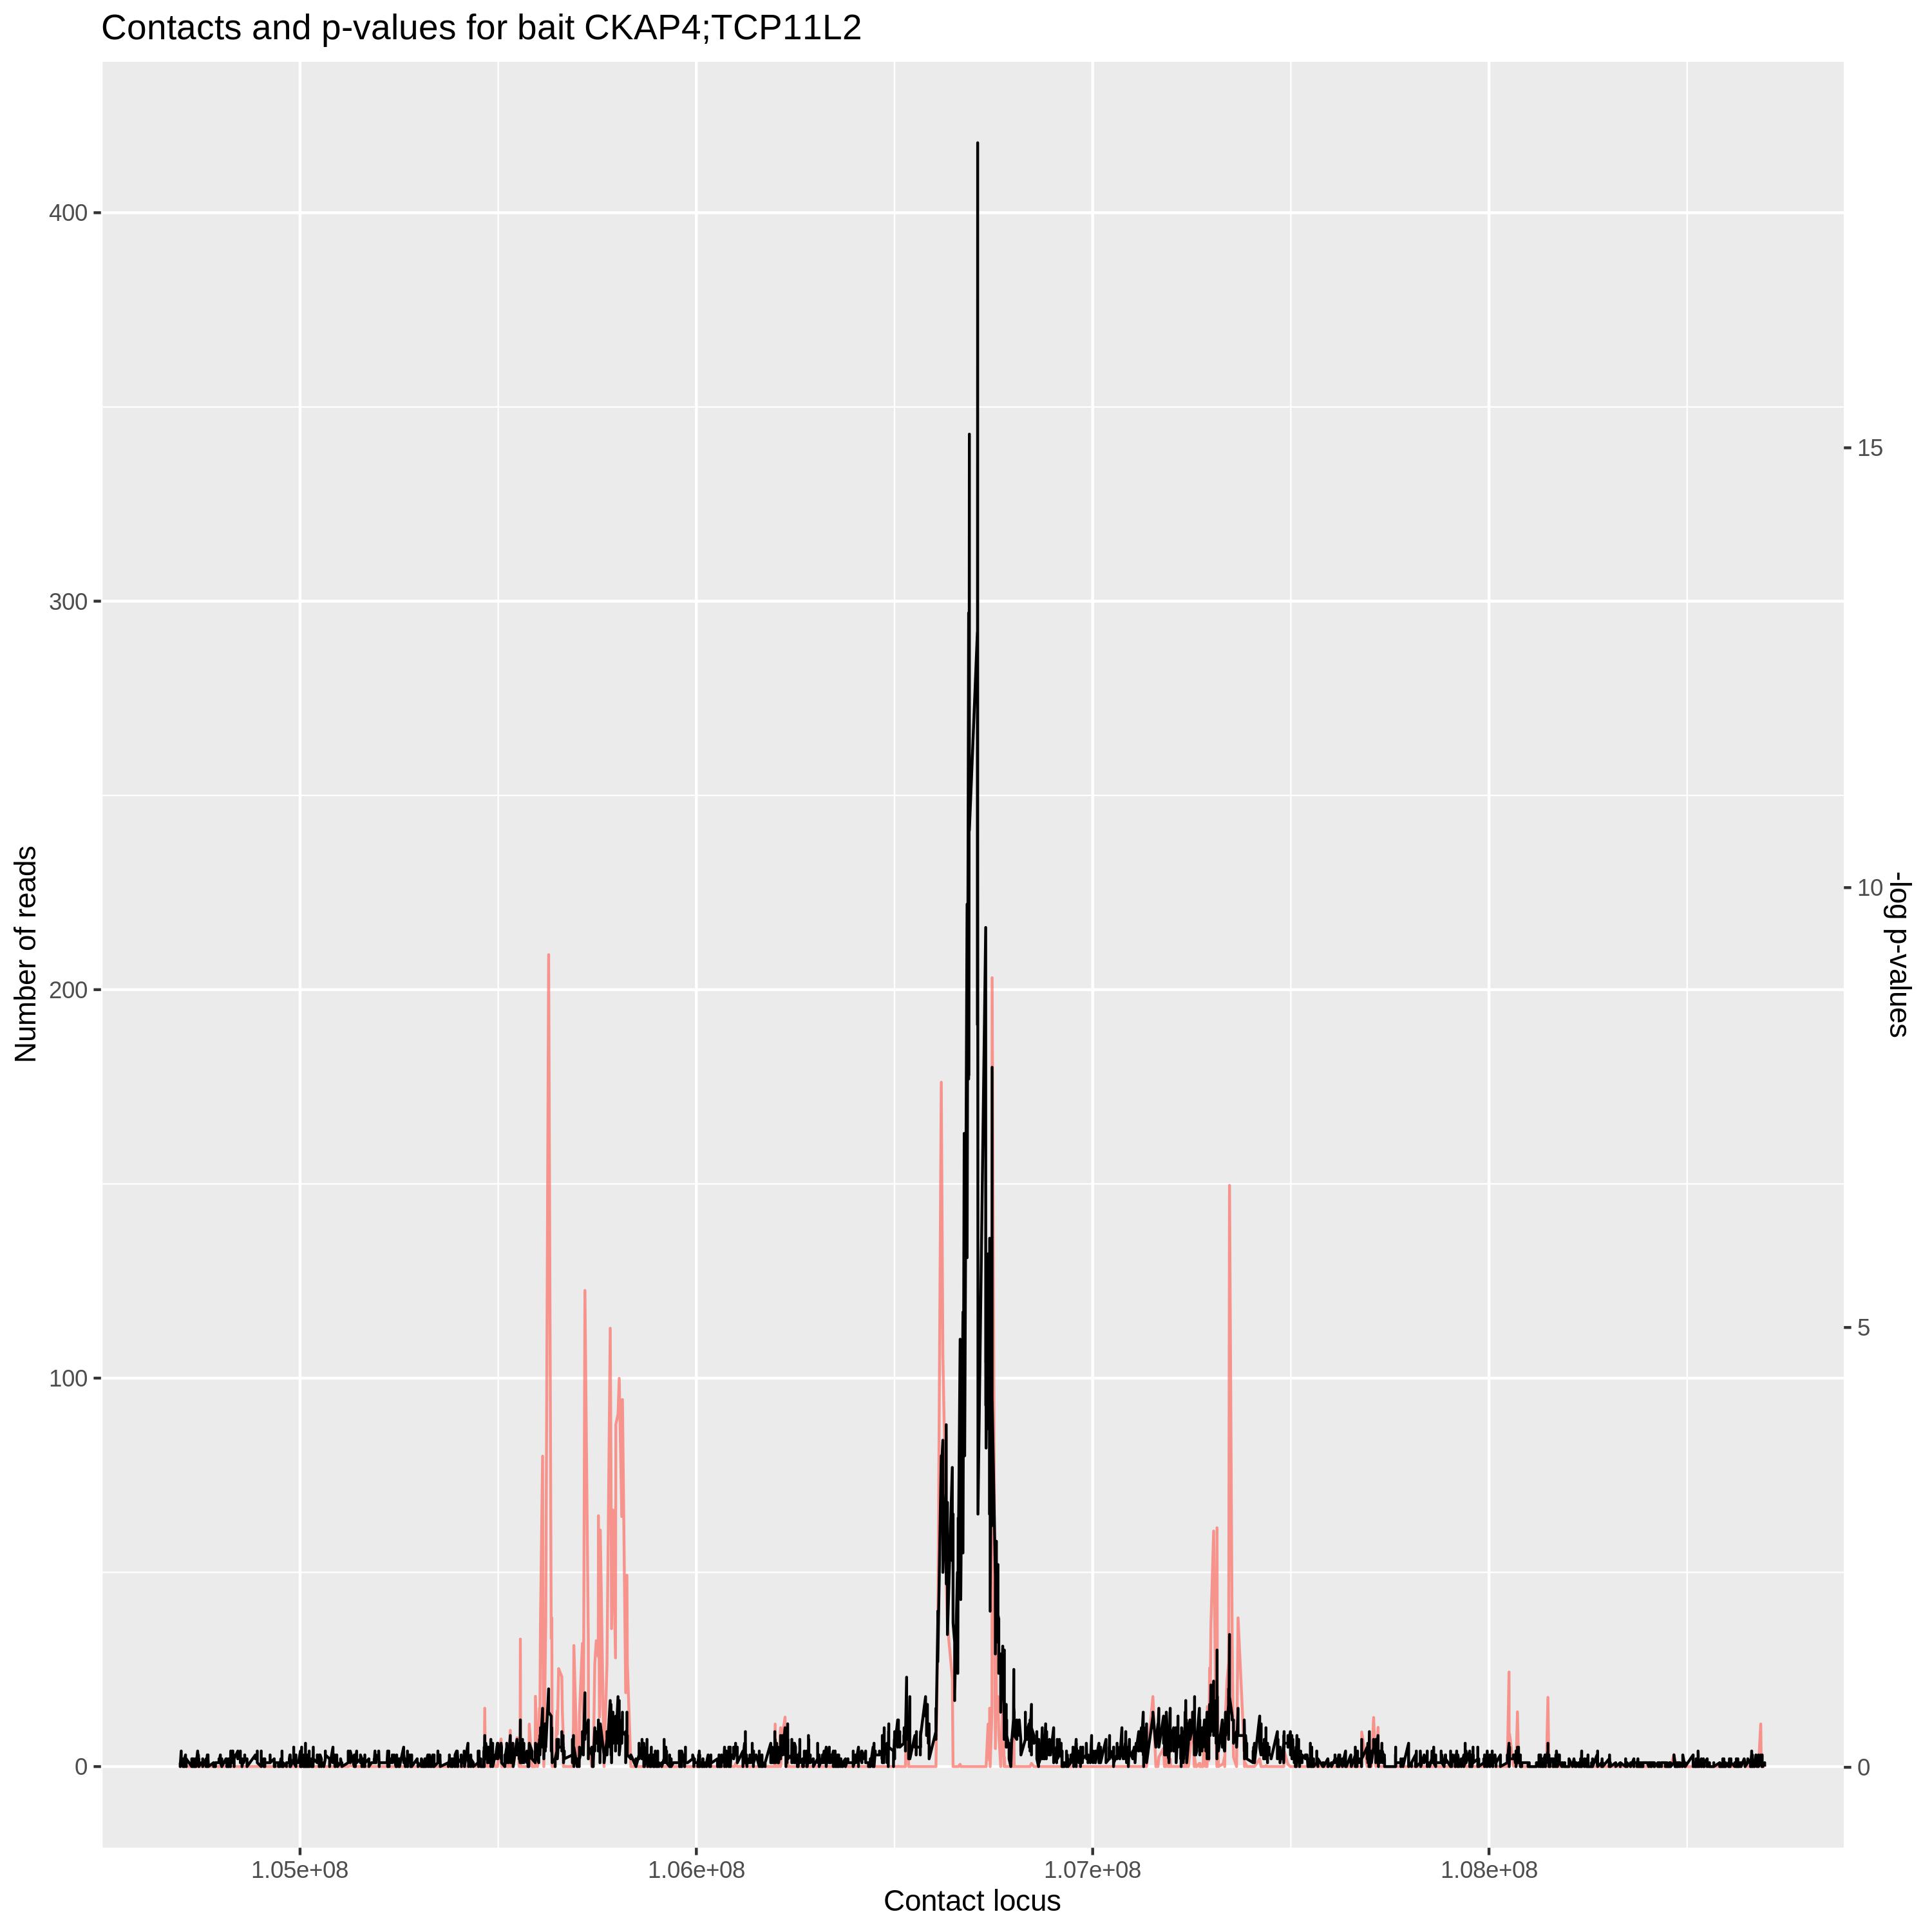 Contacts and p-values for bait CKAP4;TCP11L2
400
300
200
100
0
Number of reads
15
10
5
0
-log p-values
1.05e+08
1.06e+08
1.07e+08
1.08e+08
Contact locus